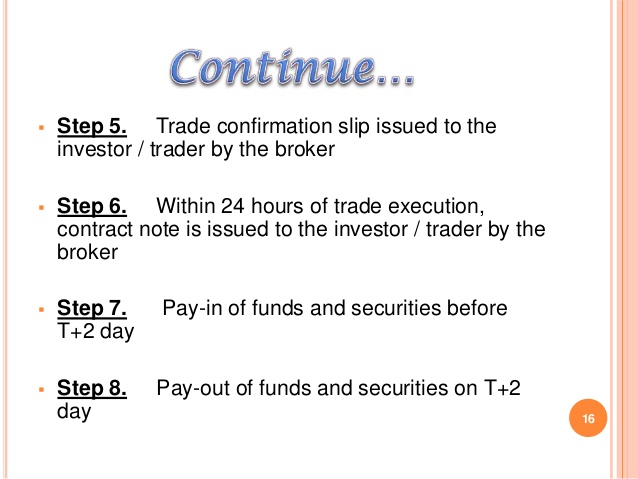 Continue...
▪ Step 5. Trade confirmation slip issued to the
investor / trader by the broker
▪ Step 6. Within 24 hours of trade execution,
contract note is issued to the investor / trader by the
broker
▪ Step 7. Pay-in of funds and securities before
T+2 day
▪ Step 8. Pay-out of funds and securities on T+2
day
16